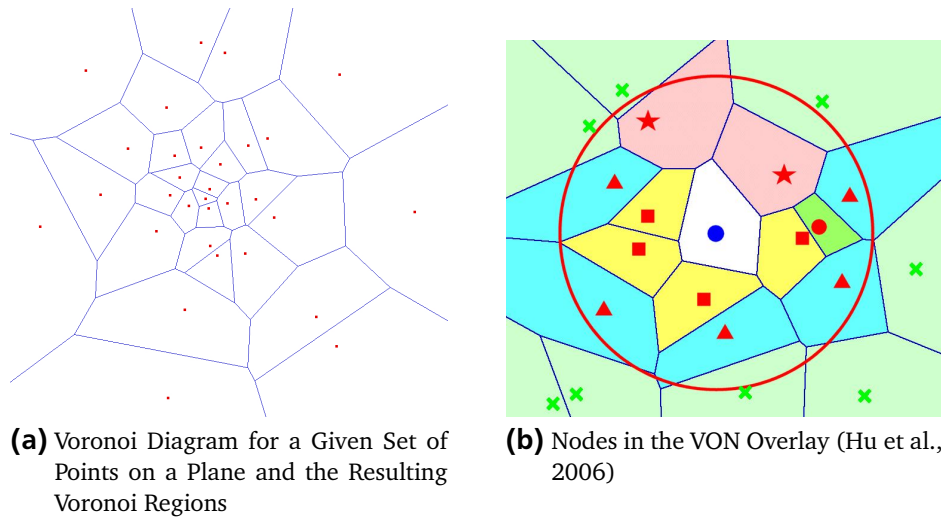 (a) Voronoi Diagram for a Given Set of
Points on a Plane and the Resulting
Voronoi Regions
(b) Nodes in the VON Overlay (Hu et al.,
2006)